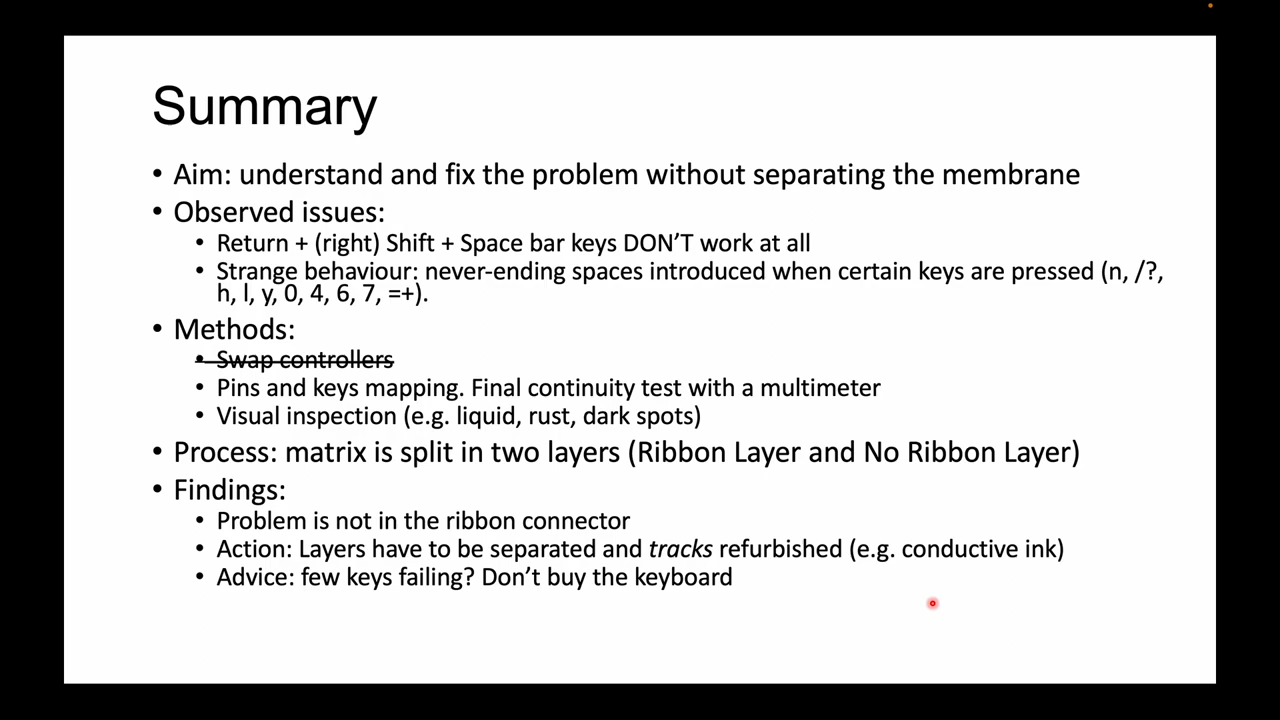 Summary
• Aim: understand and fix the problem without separating the membrane
• Observed issues:
• Return + (right) Shift + Space bar keys DON’T work at all
• Strange behaviour: never-ending spaces introduced when certain keys are pressed (n, /?,
h, l, y, 0, 4, 6, 7, =+).
• Methods:
• Swap controllers
• Pins and keys mapping. Final continuity test with a multimeter
• Visual inspection (e.g. liquid, rust, dark spots)
• Process: matrix is split in two layers (Ribbon Layer and No Ribbon Layer)
• Findings:
• Problem is not in the ribbon connector
• Action: Layers have to be separated and tracks refurbished (e.g. conductive ink)
• Advice: few keys failing? Don’t buy the keyboard